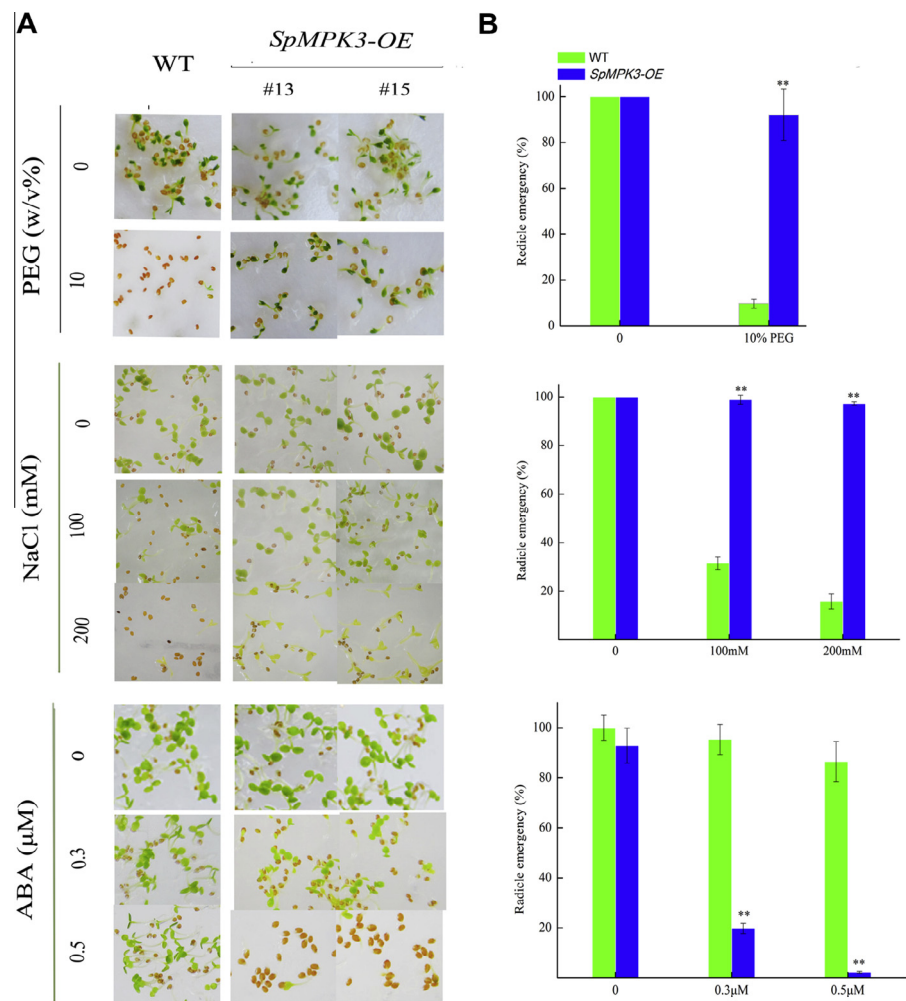 A
WT
SpMPK3-OE
#13 #15
PEG (w/v%)
0
10
NaCl (mM)
0
100
200
ABA (µM)
0
0.3
0.5
B
WT
SpMPK3-OE
Redicle emergency (%)
100
80
60
40
20
0
**
0 10% PEG
Radicle emergency (%)
100
80
60
40
20
** **
0 100mM 200mM
Radicle emergency (%)
100
80
60
40
20
** **
0 0.3µM 0.5µM